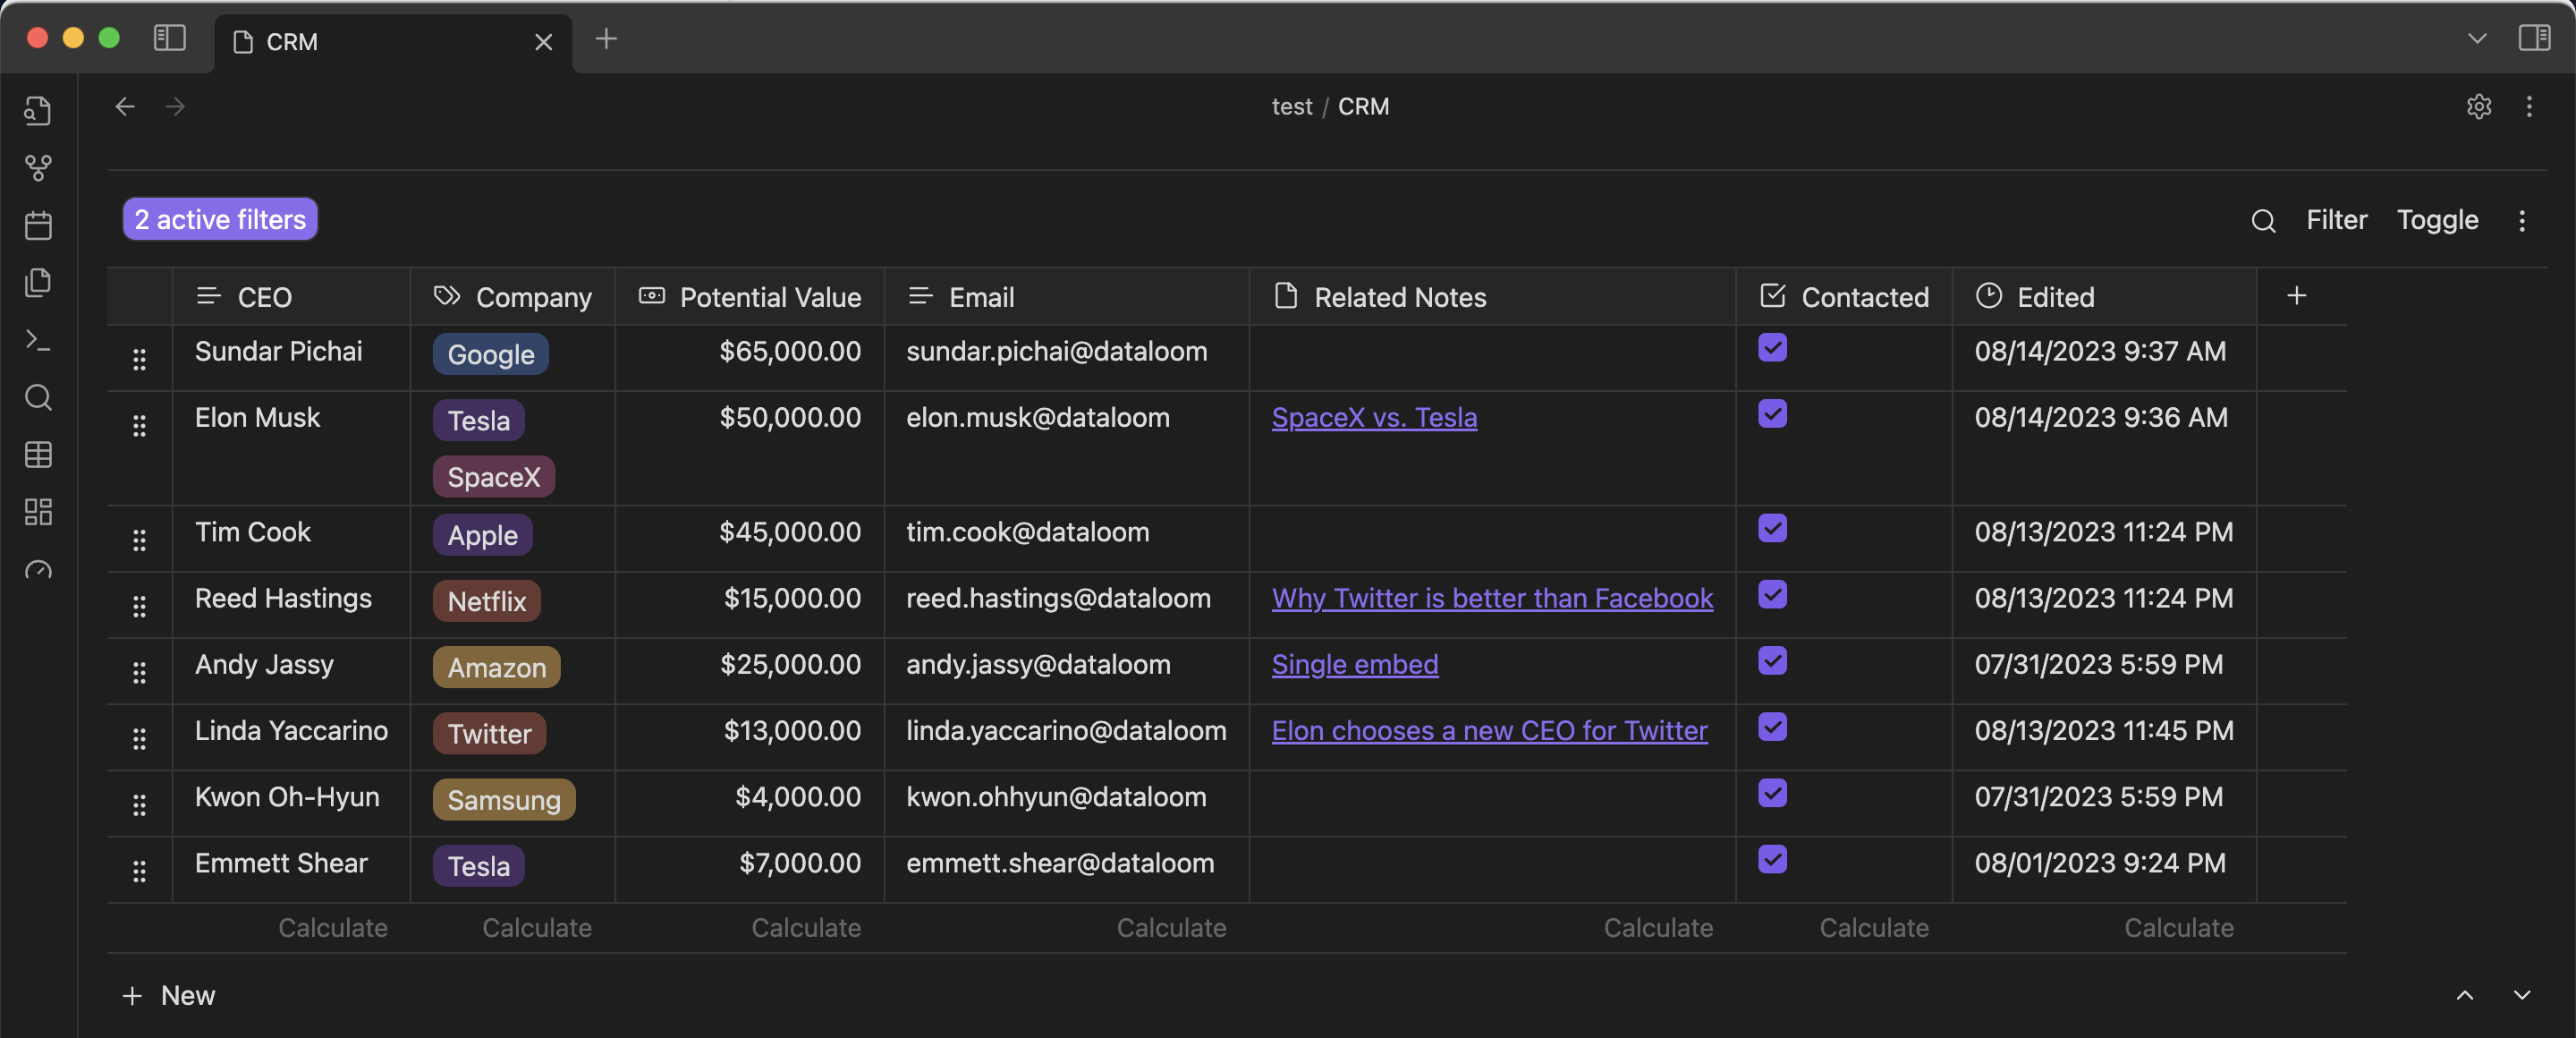 CRM
test / CRM
2 active filters
Filter Toggle
CEO Company Potential Value Email Related Notes Contacted Edited
Sundar Pichai Google $65,000.00 sundar.pichai@dataloom 08/14/2023 9:37 AM
Elon Musk Tesla $50,000.00 elon.musk@dataloom SpaceX vs. Tesla 08/14/2023 9:36 AM
SpaceX
Tim Cook Apple $45,000.00 tim.cook@dataloom 08/13/2023 11:24 PM
Reed Hastings Netflix $15,000.00 reed.hastings@dataloom Why Twitter is better than Facebook 08/13/2023 11:24 PM
Andy Jassy Amazon $25,000.00 andy.jassy@dataloom Single embed 07/31/2023 5:59 PM
Linda Yaccarino Twitter $13,000.00 linda.yaccarino@dataloom Elon chooses a new CEO for Twitter 08/13/2023 11:45 PM
Kwon Oh-Hyun Samsung $4,000.00 kwon.ohhyun@dataloom 07/31/2023 5:59 PM
Emmett Shear Tesla $7,000.00 emmett.shear@dataloom 08/01/2023 9:24 PM
Calculate Calculate Calculate Calculate Calculate Calculate Calculate
New